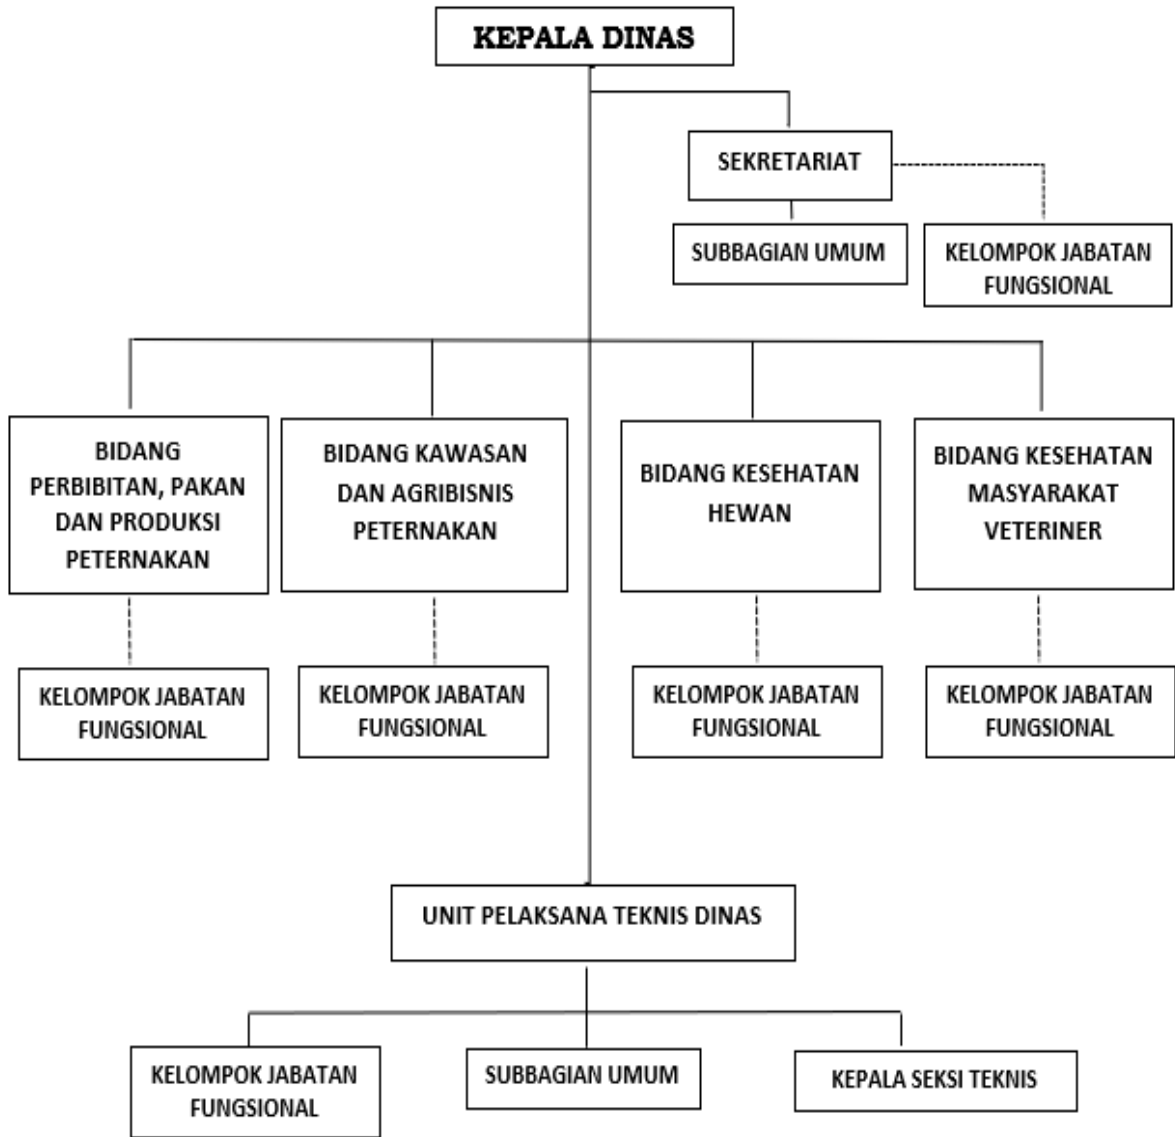 KEPALA DINAS
SEKRETARIAT
SUBBAGIAN UMUM
KELOMPOK JABATAN
FUNGSIONAL
BIDANG
PERBIBITAN, PAKAN
DAN PRODUKSI
PETERNAKAN
BIDANG KAWASAN
DAN AGRIBISNIS
PETERNAKAN
BIDANG KESEHATAN
HEWAN
BIDANG KESEHATAN
MASYARAKAT
VETERINER
KELOMPOK JABATAN
FUNGSIONAL
KELOMPOK JABATAN
FUNGSIONAL
KELOMPOK JABATAN
FUNGSIONAL
KELOMPOK JABATAN
FUNGSIONAL
UNIT PELAKSANA TEKNIS DINAS
KELOMPOK JABATAN
FUNGSIONAL
SUBBAGIAN UMUM
KEPALA SEKSI TEKNIS